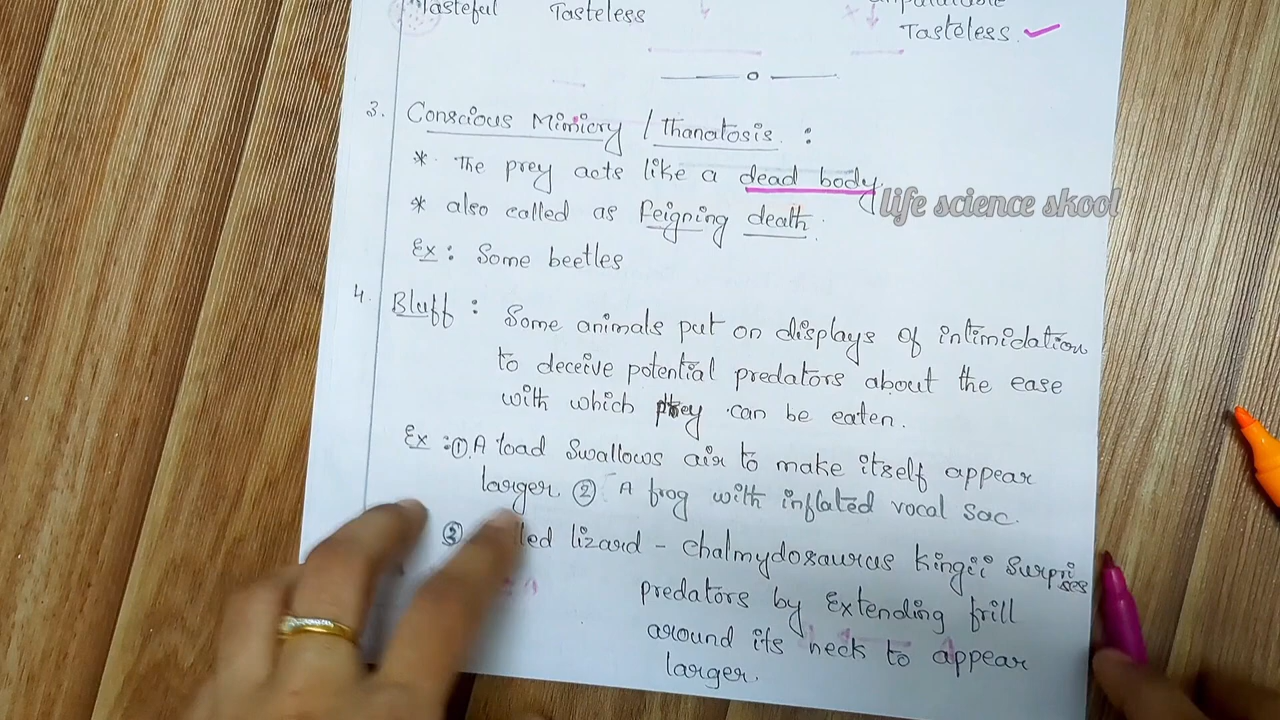 Tasteful Tasteless
Tasteless
3. Conscious Mimicry / Thanatosis :
* The prey acts like a dead body
* also called as feigning death.
Ex : Some beetles
life science skool
4. Bluff : Some animals put on displays of intimidation
to deceive potential predators about the ease
with which they can be eaten.
Ex : ① A toad swallows air to make itself appear
larger. ② A frog with inflated vocal sac.
③ led lizard - chalmydosaurus kingii surprises
predators by extending frill
around its neck to appear
larger.